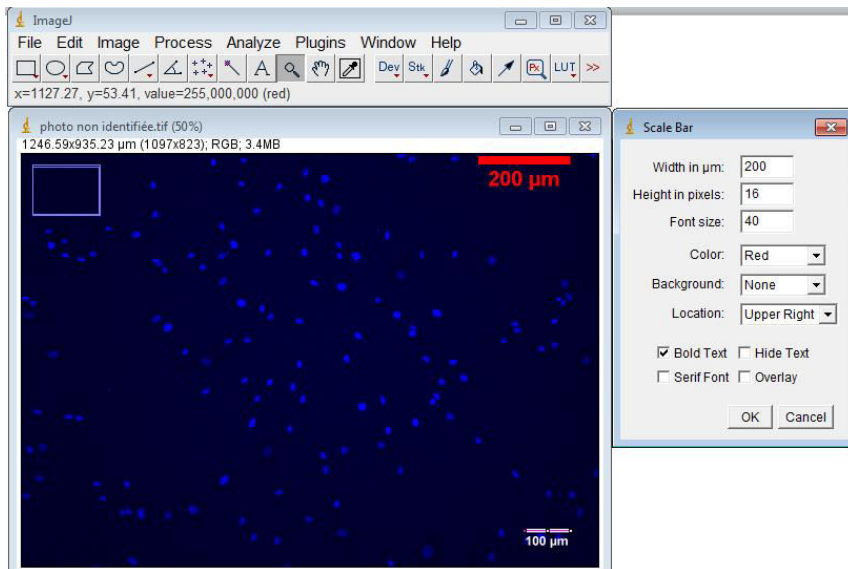 ImageJ
File Edit Image Process Analyze Plugins Window Help
A Dev Stk Px LUT >>
x=1127.27, y=53.41, value=255,000,000 (red)
photo non identifiée.tif (50%)
1246.59x935.23 µm (1097x823); RGB; 3.4MB
200 µm
100 µm
Scale Bar
Width in µm: 200
Height in pixels: 16
Font size: 40
Color: Red
Background: None
Location: Upper Right
Bold Text Hide Text
Serif Font Overlay
OK Cancel